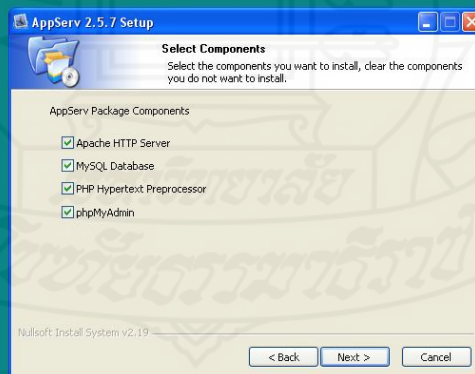 AppServ 2.5.7 Setup
Select Components
Select the components you want to install, clear the components
you do not want to install.
AppServ Package Components
Apache HTTP Server
MySQL Database
PHP Hypertext Preprocessor
phpMyAdmin
Nullsoft Install System v2.19
< Back
Next >
Cancel